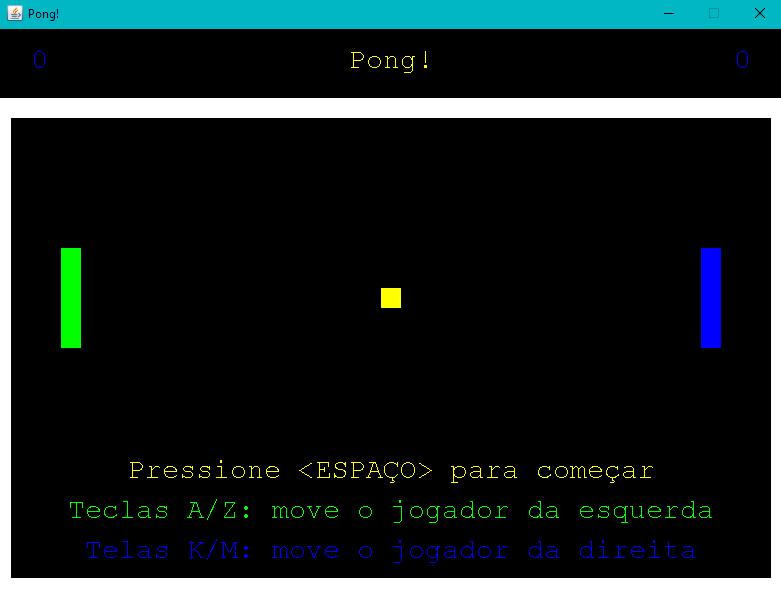 Pong!
0 Pong! 0
Pressione <ESPAÇO> para começar
Teclas A/Z: move o jogador da esquerda
Telas K/M: move o jogador da direita